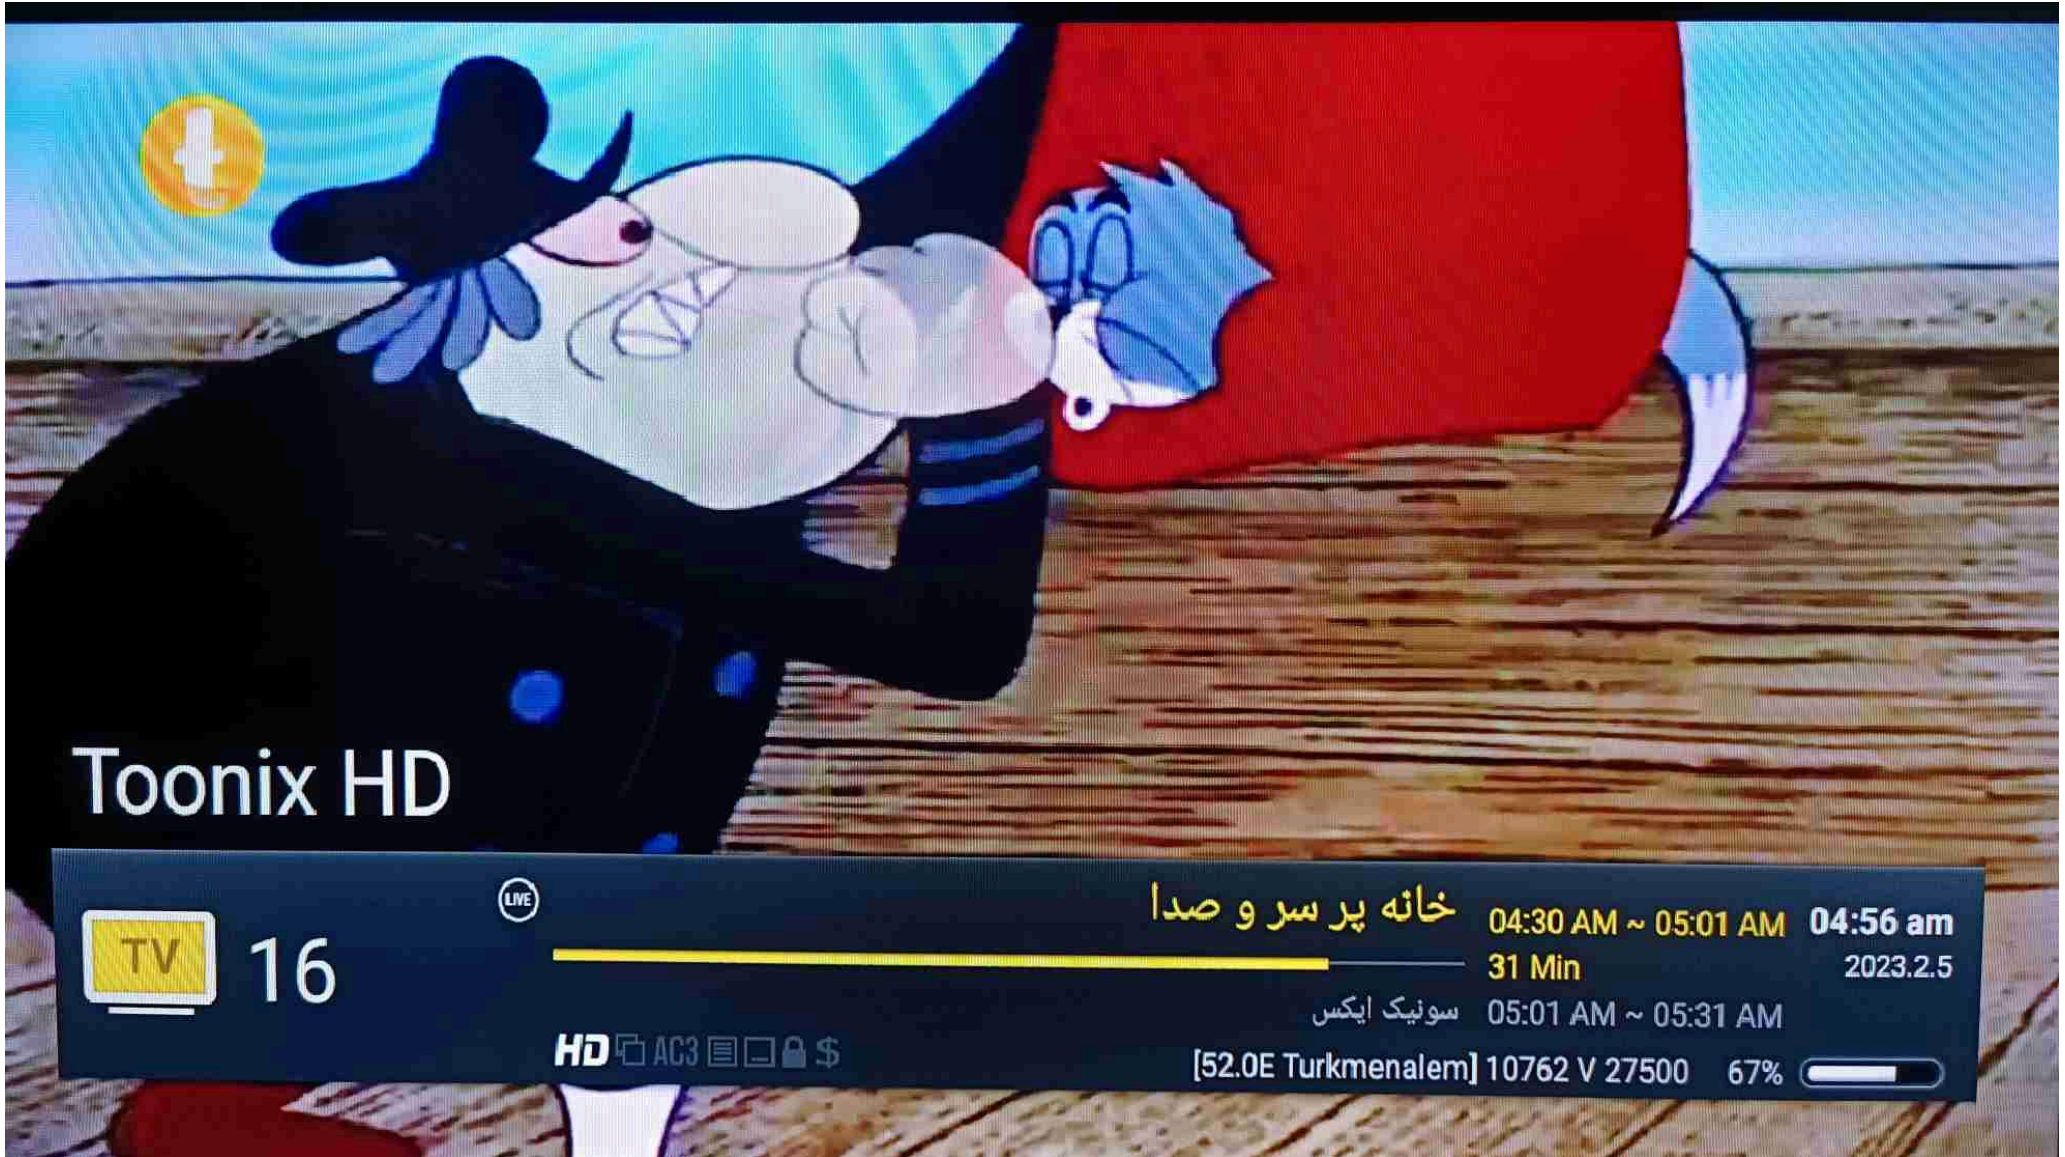 Toonix HD
TV
16
LIVE
خانه پر سر و صدا
04:30 AM ~ 05:01 AM
04:56 am
31 Min
2023.2.5
سونیک ایکس
05:01 AM ~ 05:31 AM
HD AC3 $
[52.0E Turkmenalem] 10762 V 27500 67%